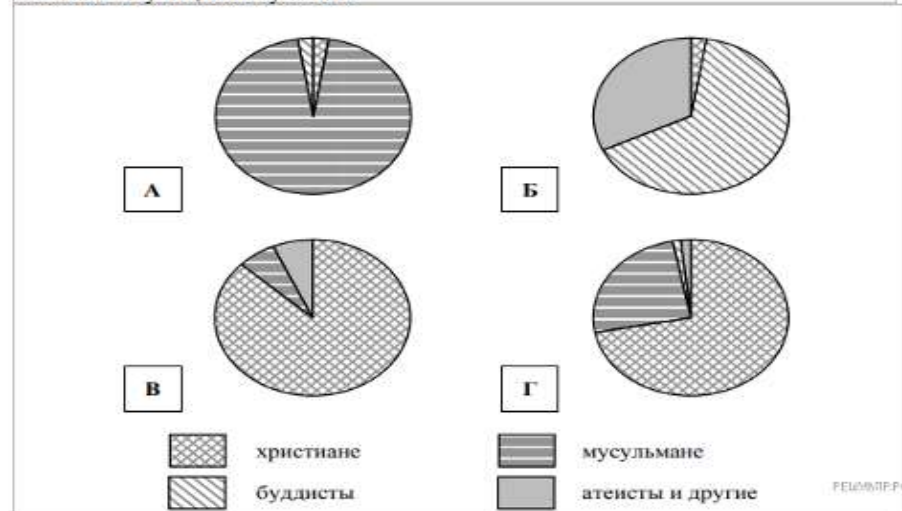 А
Б
В
Г
христиане
мусульмане
буддисты
атеисты и другие